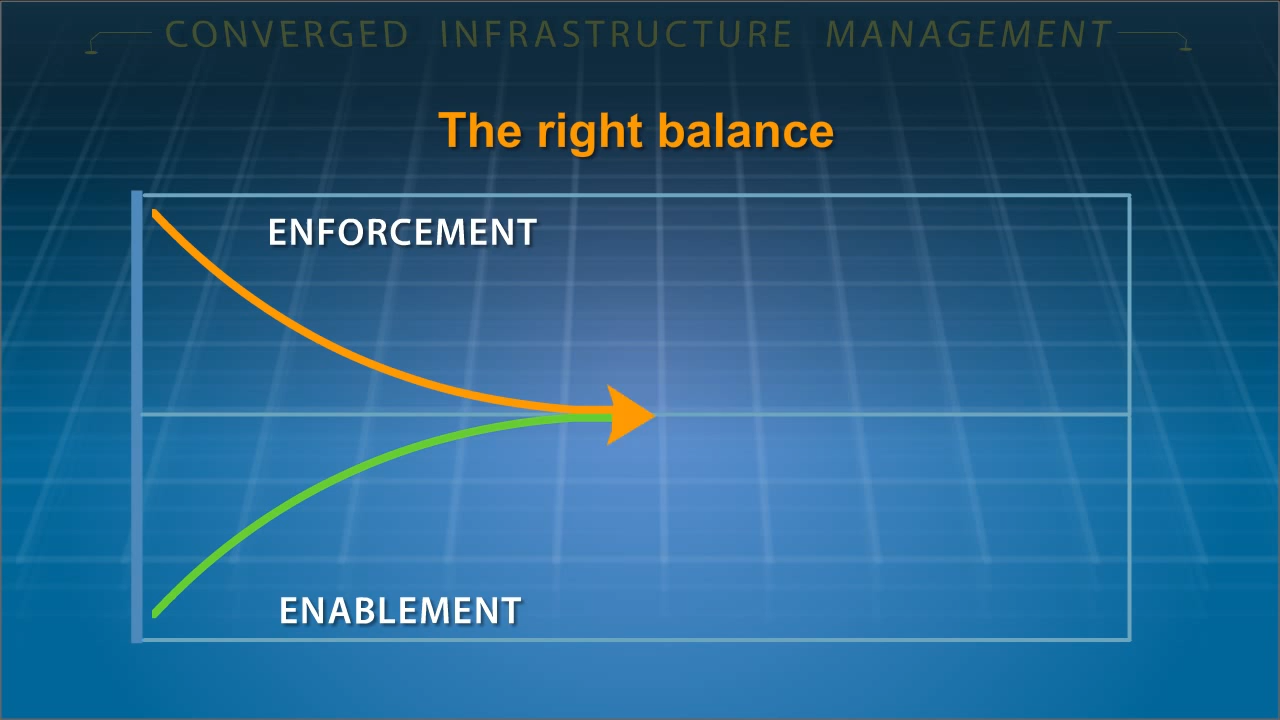 CONVERGED INFRASTRUCTURE MANAGEMENT
The right balance
ENFORCEMENT
ENABLEMENT